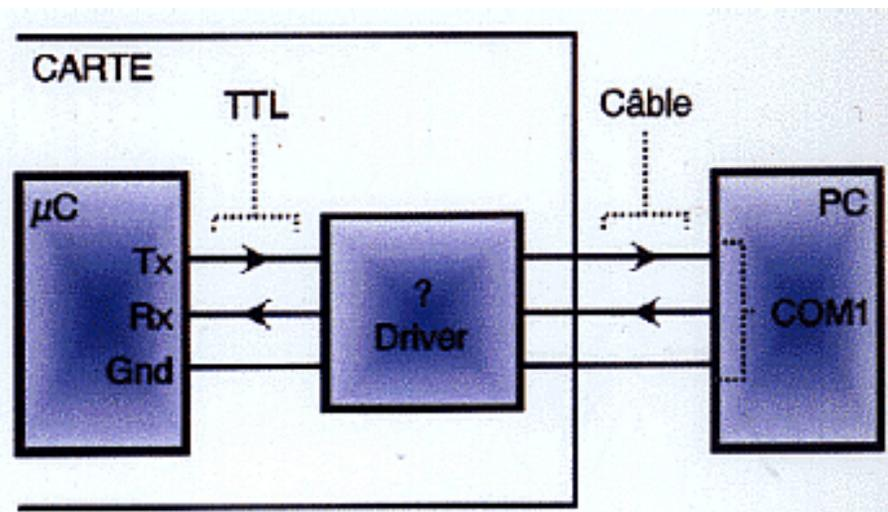 CARTE
TTL
Câble
µC
PC
Tx
Rx
Gnd
?
Driver
COM1